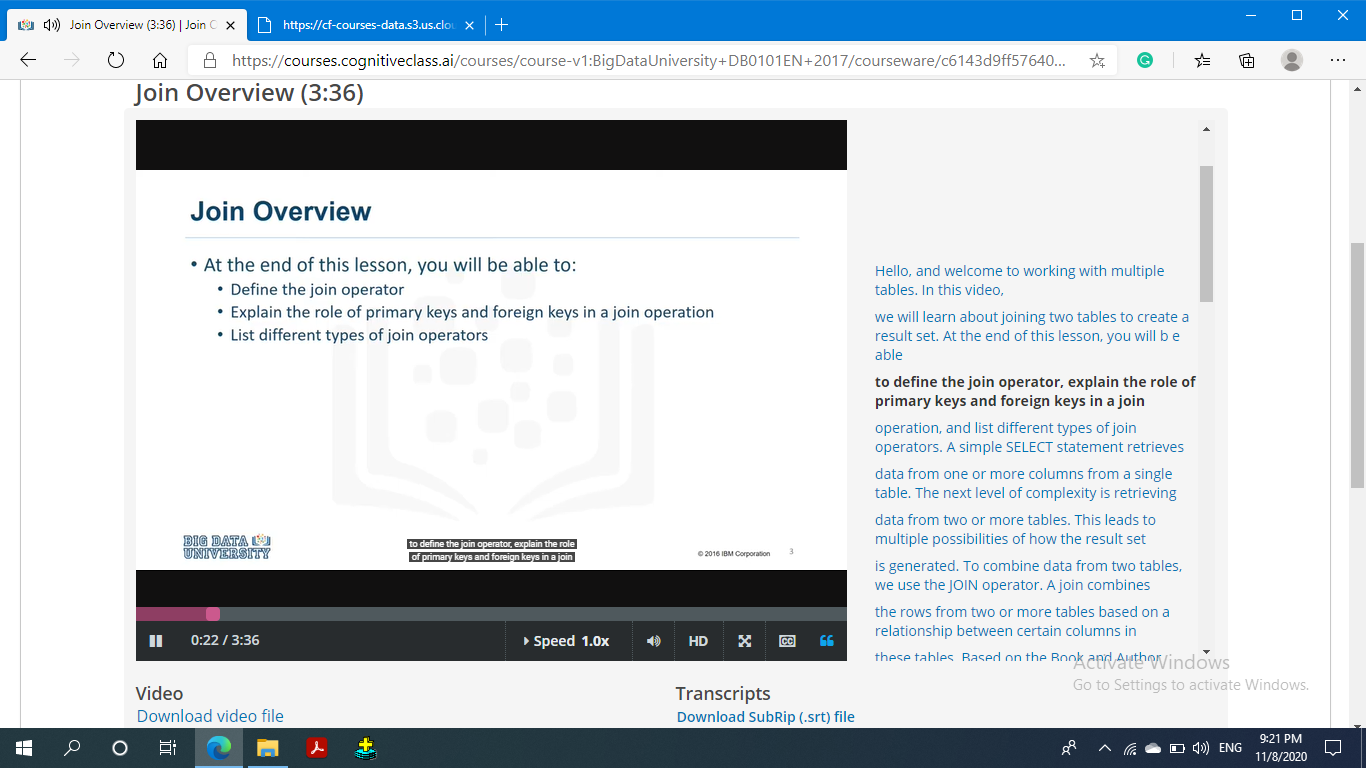 Join Overview (3:36) | Join C
https://cf-courses-data.s3.us.clou
https://courses.cognitiveclass.ai/courses/course-v1:BigDataUniversity+DB0101EN+2017/courseware/c6143d9ff57640...
Join Overview (3:36)
Join Overview
• At the end of this lesson, you will be able to:
• Define the join operator
• Explain the role of primary keys and foreign keys in a join operation
• List different types of join operators
BIG DATA
UNIVERSITY
to define the join operator, explain the role
of primary keys and foreign keys in a join
© 2016 IBM Corporation 3
0:22 / 3:36
Speed 1.0x
HD
CC
Hello, and welcome to working with multiple
tables. In this video,
we will learn about joining two tables to create a
result set. At the end of this lesson, you will b e
able
to define the join operator, explain the role of
primary keys and foreign keys in a join
operation, and list different types of join
operators. A simple SELECT statement retrieves
data from one or more columns from a single
table. The next level of complexity is retrieving
data from two or more tables. This leads to
multiple possibilities of how the result set
is generated. To combine data from two tables,
we use the JOIN operator. A join combines
the rows from two or more tables based on a
relationship between certain columns in
these tables. Based on the Book and Author
Activate Windows
Go to Settings to activate Windows.
Video
Download video file
Transcripts
Download SubRip (.srt) file
ENG
9:21 PM
11/8/2020